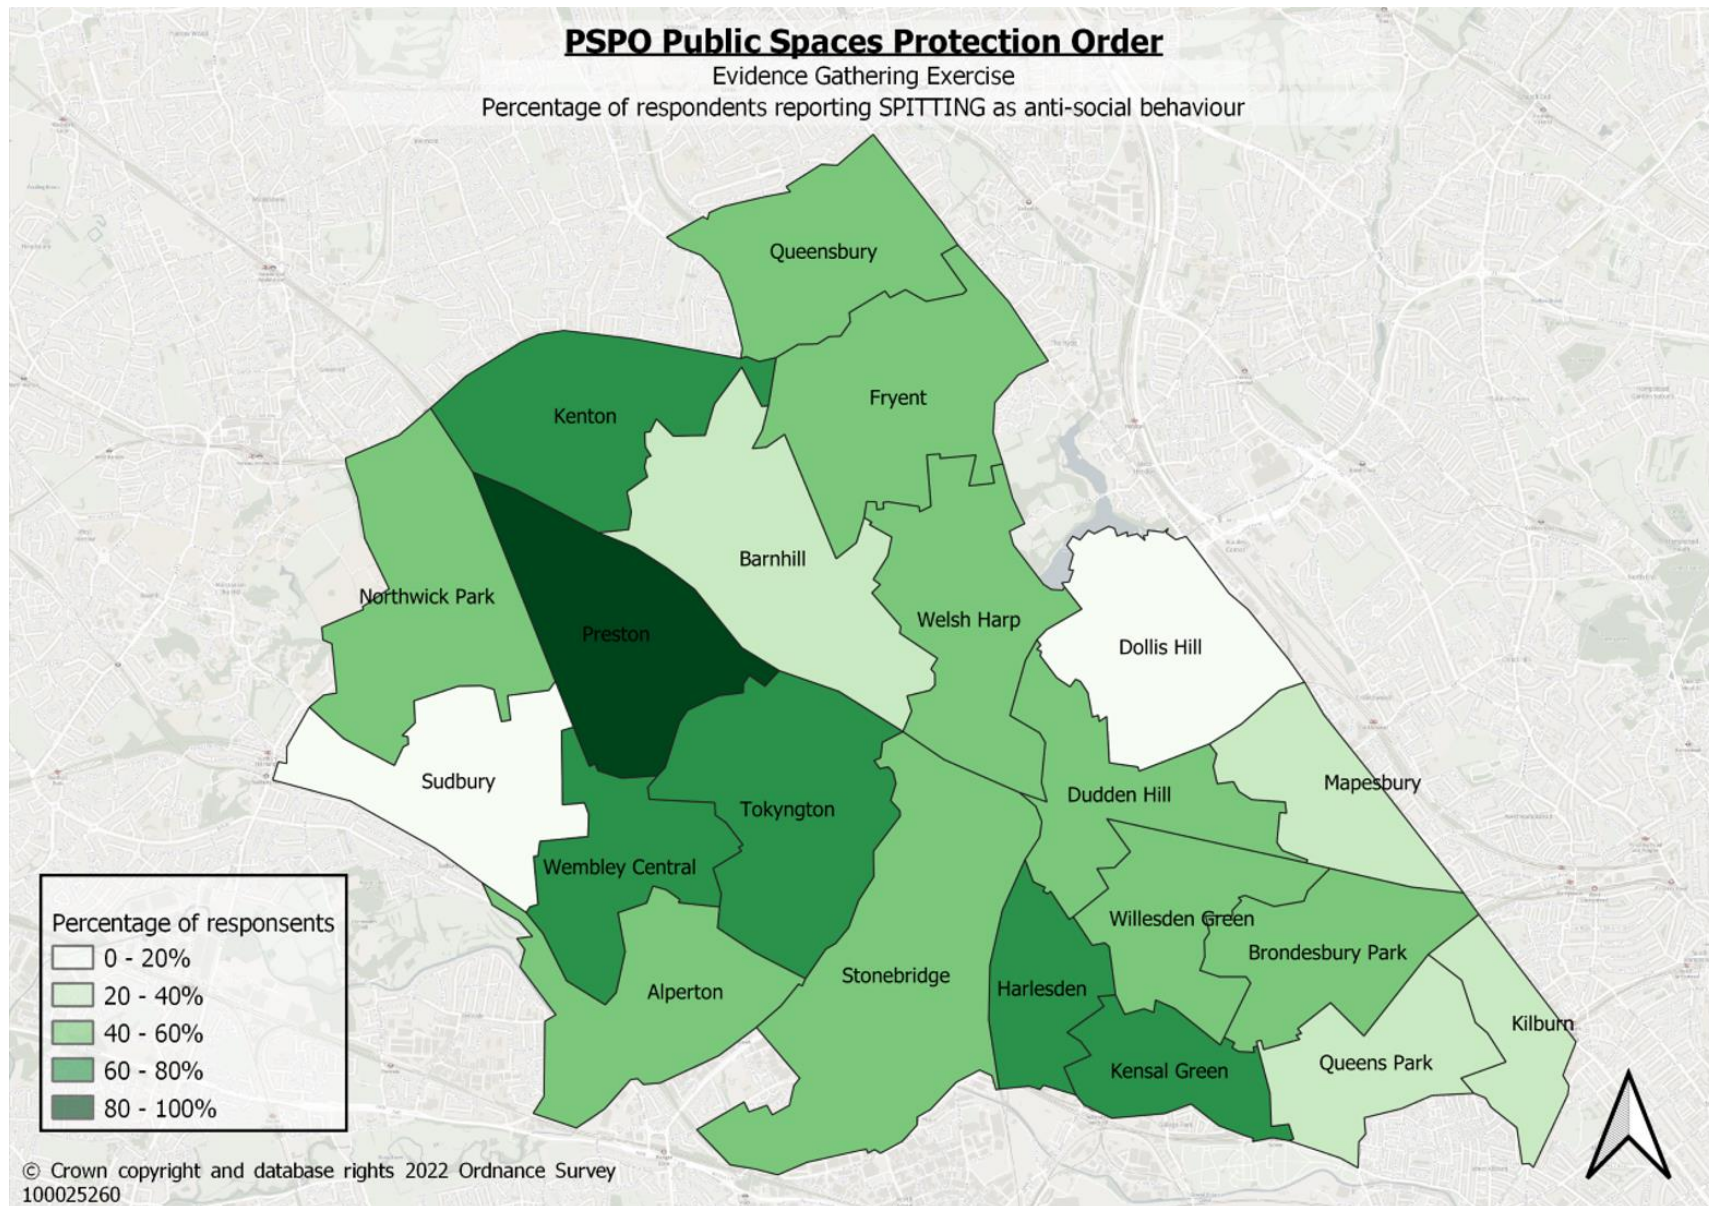 PSPO Public Spaces Protection Order
Evidence Gathering Exercise
Percentage of respondents reporting SPITTING as anti-social behaviour
Queensbury
Fryent
Kenton
Barnhill
Northwick Park
Preston
Welsh Harp
Dollis Hill
Sudbury
Mapesbury
Tokyngton
Dudden Hill
Wembley Central
Willesden Green
Brondesbury Park
Stonebridge
Harlesden
Alperton
Kilburn
Queens Park
Kensal Green
Percentage of responsents
0 - 20%
20 - 40%
40 - 60%
60 - 80%
80 - 100%
© Crown copyright and database rights 2022 Ordnance Survey
100025260